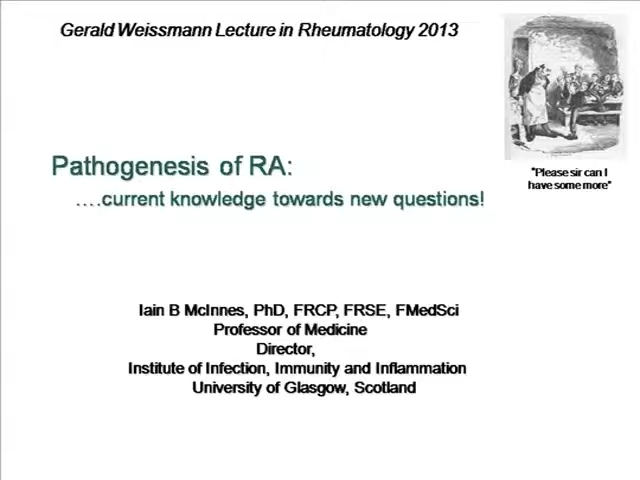 Gerald Weissmann Lecture in Rheumatology 2013
"Please sir can I
have some more"
Pathogenesis of RA:
….current knowledge towards new questions!
Iain B McInnes, PhD, FRCP, FRSE, FMedSci
Professor of Medicine
Director,
Institute of Infection, Immunity and Inflammation
University of Glasgow, Scotland